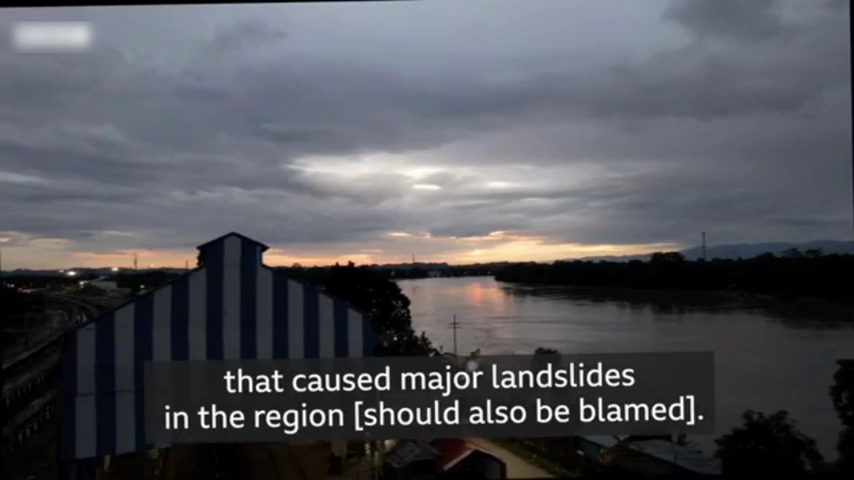 that caused major landslides
in the region [should also be blamed].